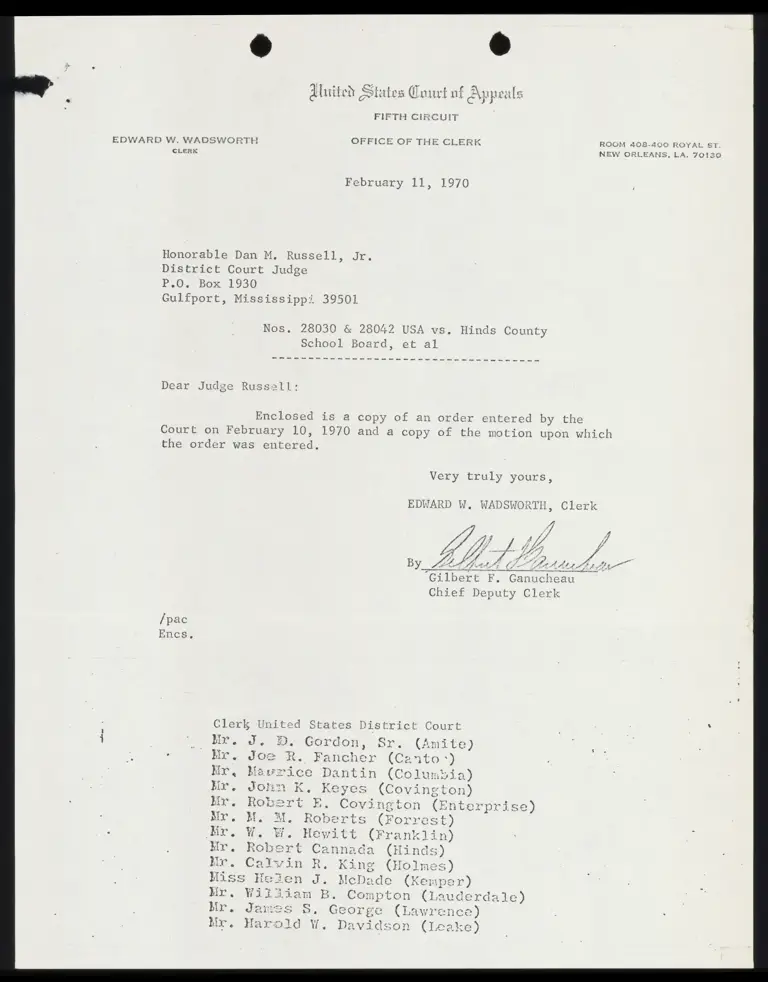 United States Court of Appeals
FIFTH CIRCUIT
EDWARD W. WADSWORTH
CLERK
OFFICE OF THE CLERK
ROOM 408-400 ROYAL ST.
NEW ORLEANS, LA. 70130
February 11, 1970
Honorable Dan M. Russell, Jr.
District Court Judge
P.O. Box 1930
Gulfport, Mississippi 39501
Nos. 28030 & 28042 USA vs. Hinds County
School Board, et al
Dear Judge Russell:
Enclosed is a copy of an order entered by the
Court on February 10, 1970 and a copy of the motion upon which
the order was entered.
Very truly yours,
EDWARD W. WADSWORTH, Clerk
By Gilbert F. Ganucheau
Gilbert F. Ganucheau
Chief Deputy Clerk
/pac
Encs.
Clerk, United States District Court
Mr. J. D. Gordon, Sr. (Amite)
Mr. Joe R. Fancher (Canton)
Mr. Maurice Dantin (Columbia)
Mr. John K. Keyes (Covington)
Mr. Robert E. Covington (Enterprise)
Mr. M. M. Roberts (Forrest)
Mr. W. W. Hewitt (Franklin)
Mr. Robert Cannada (Hinds)
Mr. Calvin R. King (Holmes)
Miss Helen J. McDade (Kemper)
Mr. William B. Compton (Lauderdale)
Mr. James S. George (Lawrence)
Mr. Harold W. Davidson (Leake)